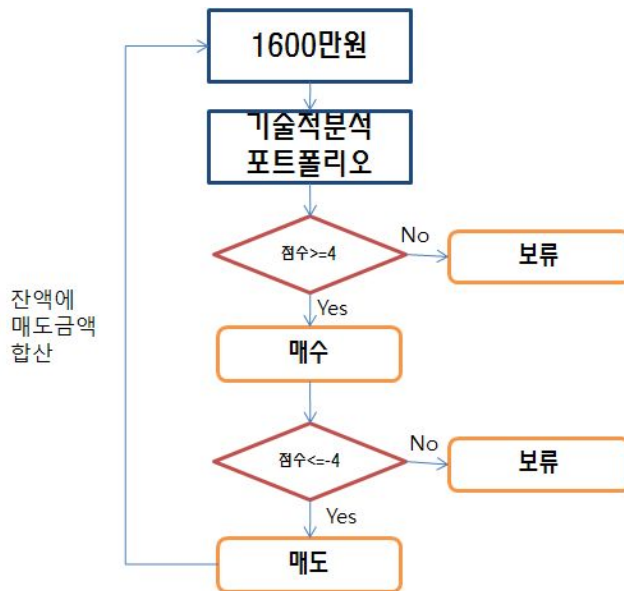 1600만원
기술적분석
포트폴리오
점수>=4
No
보류
Yes
잔액에
매도금액
합산
매수
점수<=-4
No
보류
Yes
매도